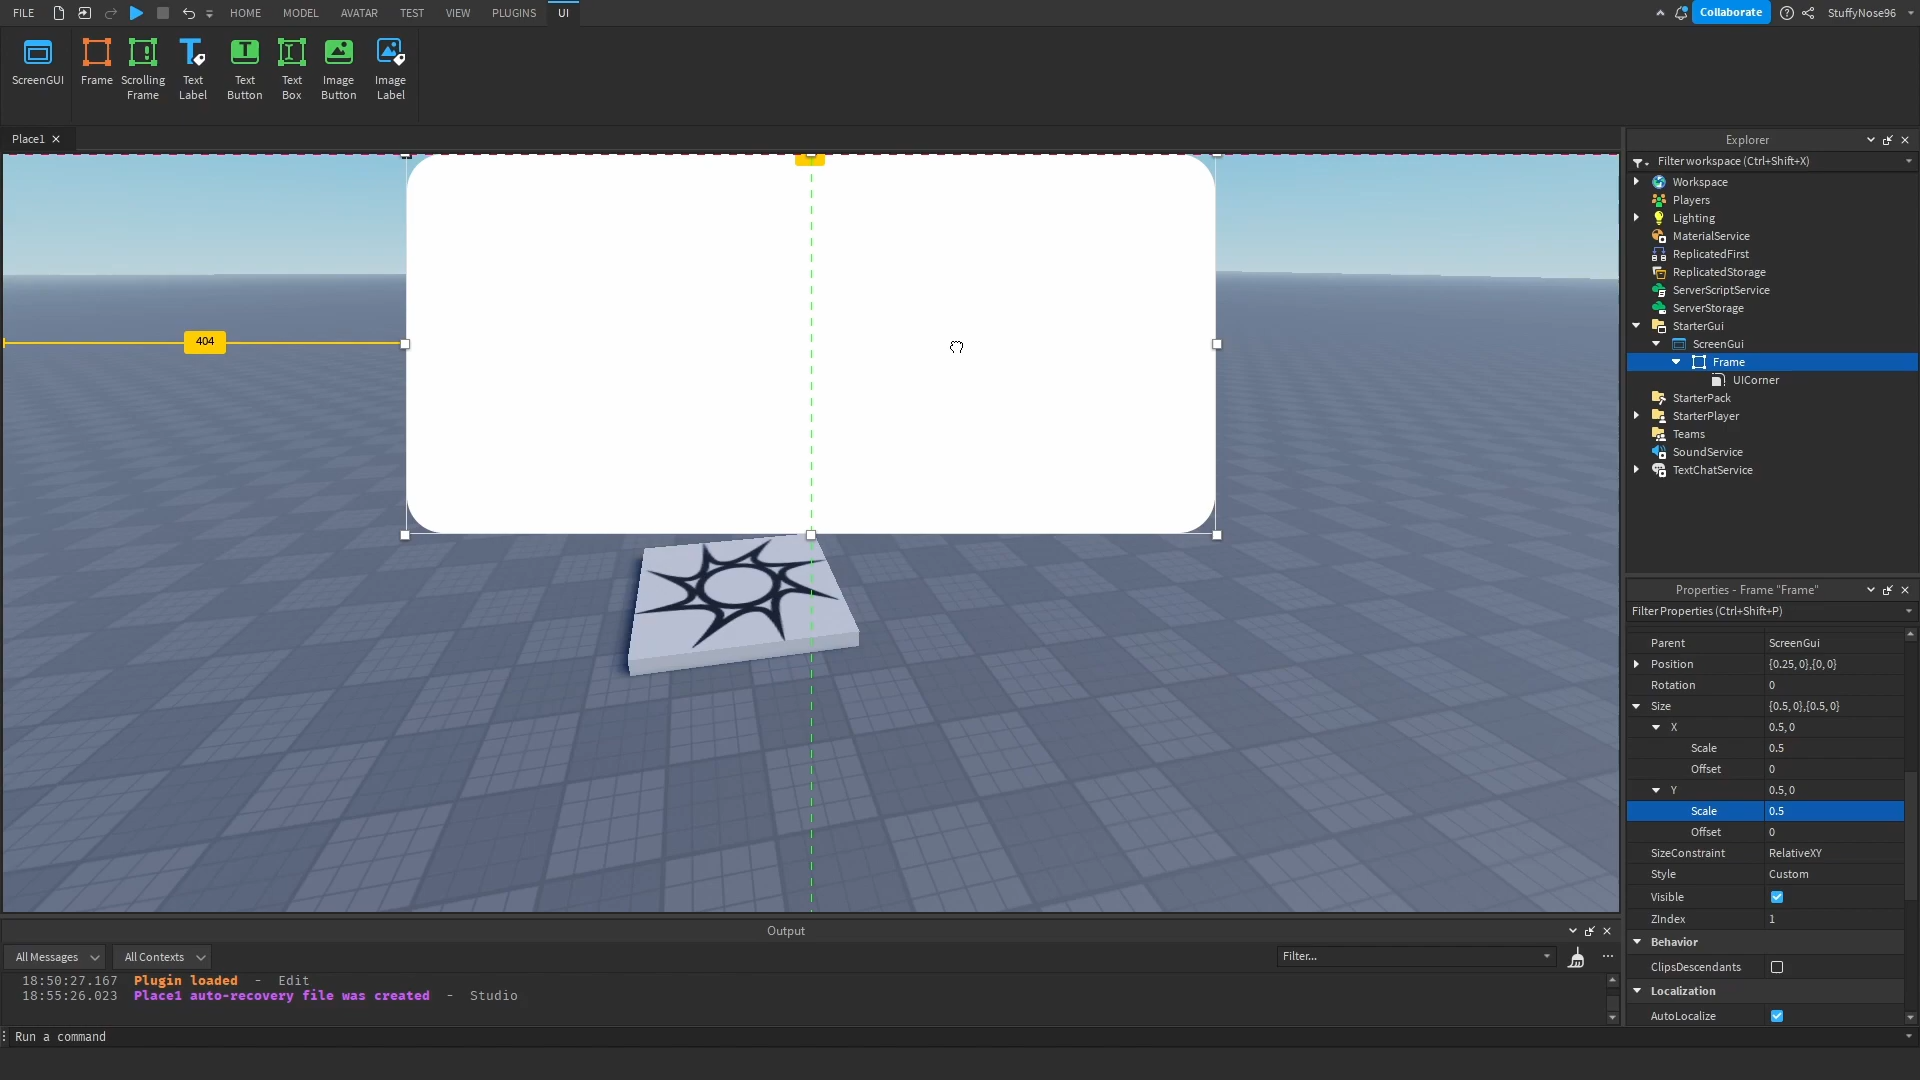 FILE HOME MODEL AVATAR TEST VIEW PLUGINS UI Collaborate StuffyNose96
ScreenGUI Frame Scrolling Frame Text Label Text Button Text Box Image Button Image Label
Place1
404
Explorer
Filter workspace (Ctrl+Shift+X)
Workspace
Players
Lighting
MaterialService
ReplicatedFirst
ReplicatedStorage
ServerScriptService
ServerStorage
StarterGui
ScreenGui
Frame
UICorner
StarterPack
StarterPlayer
Teams
SoundService
TextChatService
Properties - Frame "Frame"
Filter Properties (Ctrl+Shift+P)
Parent ScreenGui
Position {0.25, 0},{0, 0}
Rotation 0
Size {0.5, 0},{0.5, 0}
X 0.5, 0
Scale 0.5
Offset 0
Y 0.5, 0
Scale 0.5
Offset 0
SizeConstraint RelativeXY
Style Custom
Visible
ZIndex 1
Behavior
ClipsDescendants
Localization
AutoLocalize
Output
All Messages All Contexts Filter...
18:50:27.167 Plugin loaded - Edit
18:55:26.023 Place1 auto-recovery file was created - Studio
Run a command